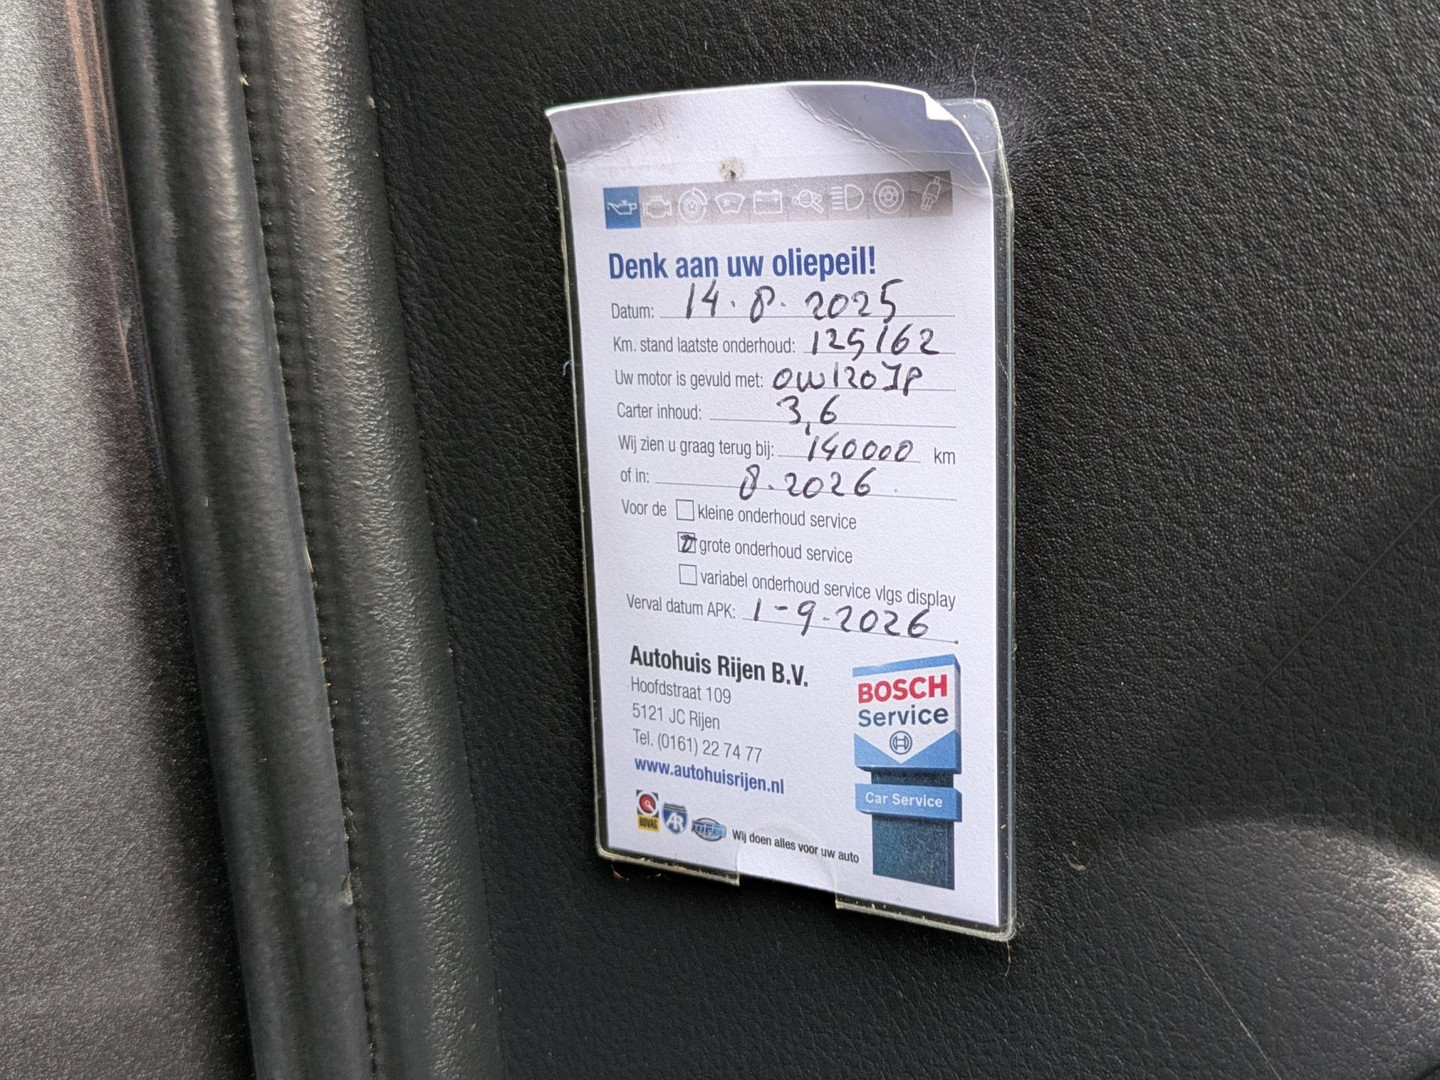 Denk aan uw oliepeil!
Datum: 14.8.2025
Km. stand laatste onderhoud: 125162
Uw motor is gevuld met: 0W120JP
Carter inhoud: 3,6
Wij zien u graag terug bij: 140000 km
of in: 8.2026.
Voor de kleine onderhoud service
grote onderhoud service
variabel onderhoud service vlgs display
Verval datum APK: 1-9-2026
Autohuis Rijen B.V.
Hoofdstraat 109
5121 JC Rijen
Tel. (0161) 22 74 77
www.autohuisrijen.nl
BOSCH
Service
Car Service
BOVAG AR
Wij doen alles voor uw auto